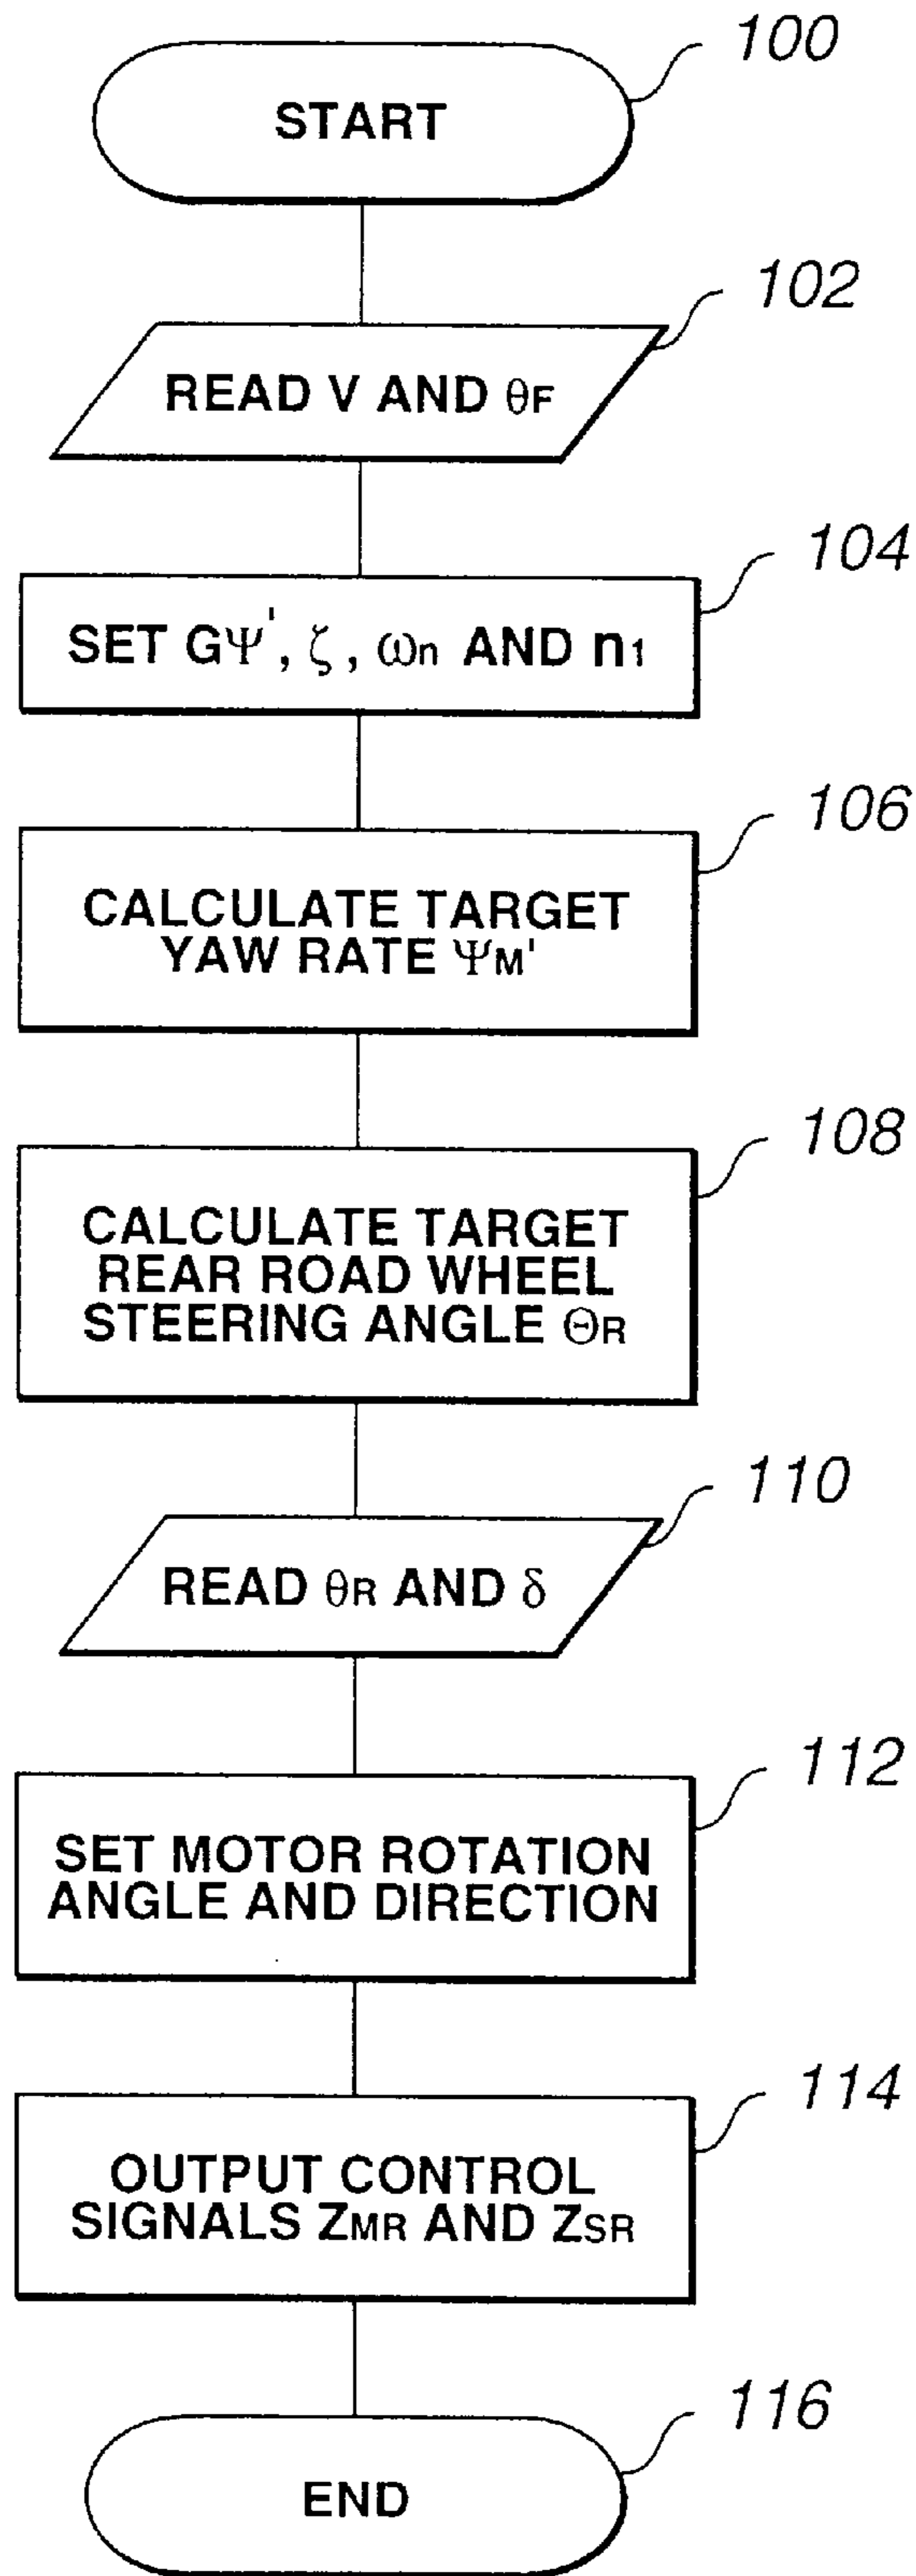 100
START
102
READ V AND θF
104
SET GΨ', ζ, ωn AND n1
106
CALCULATE TARGET
YAW RATE ΨM'
108
CALCULATE TARGET
REAR ROAD WHEEL
STEERING ANGLE ΘR
110
READ θR AND δ
112
SET MOTOR ROTATION
ANGLE AND DIRECTION
114
OUTPUT CONTROL
SIGNALS ZMR AND ZSR
116
END